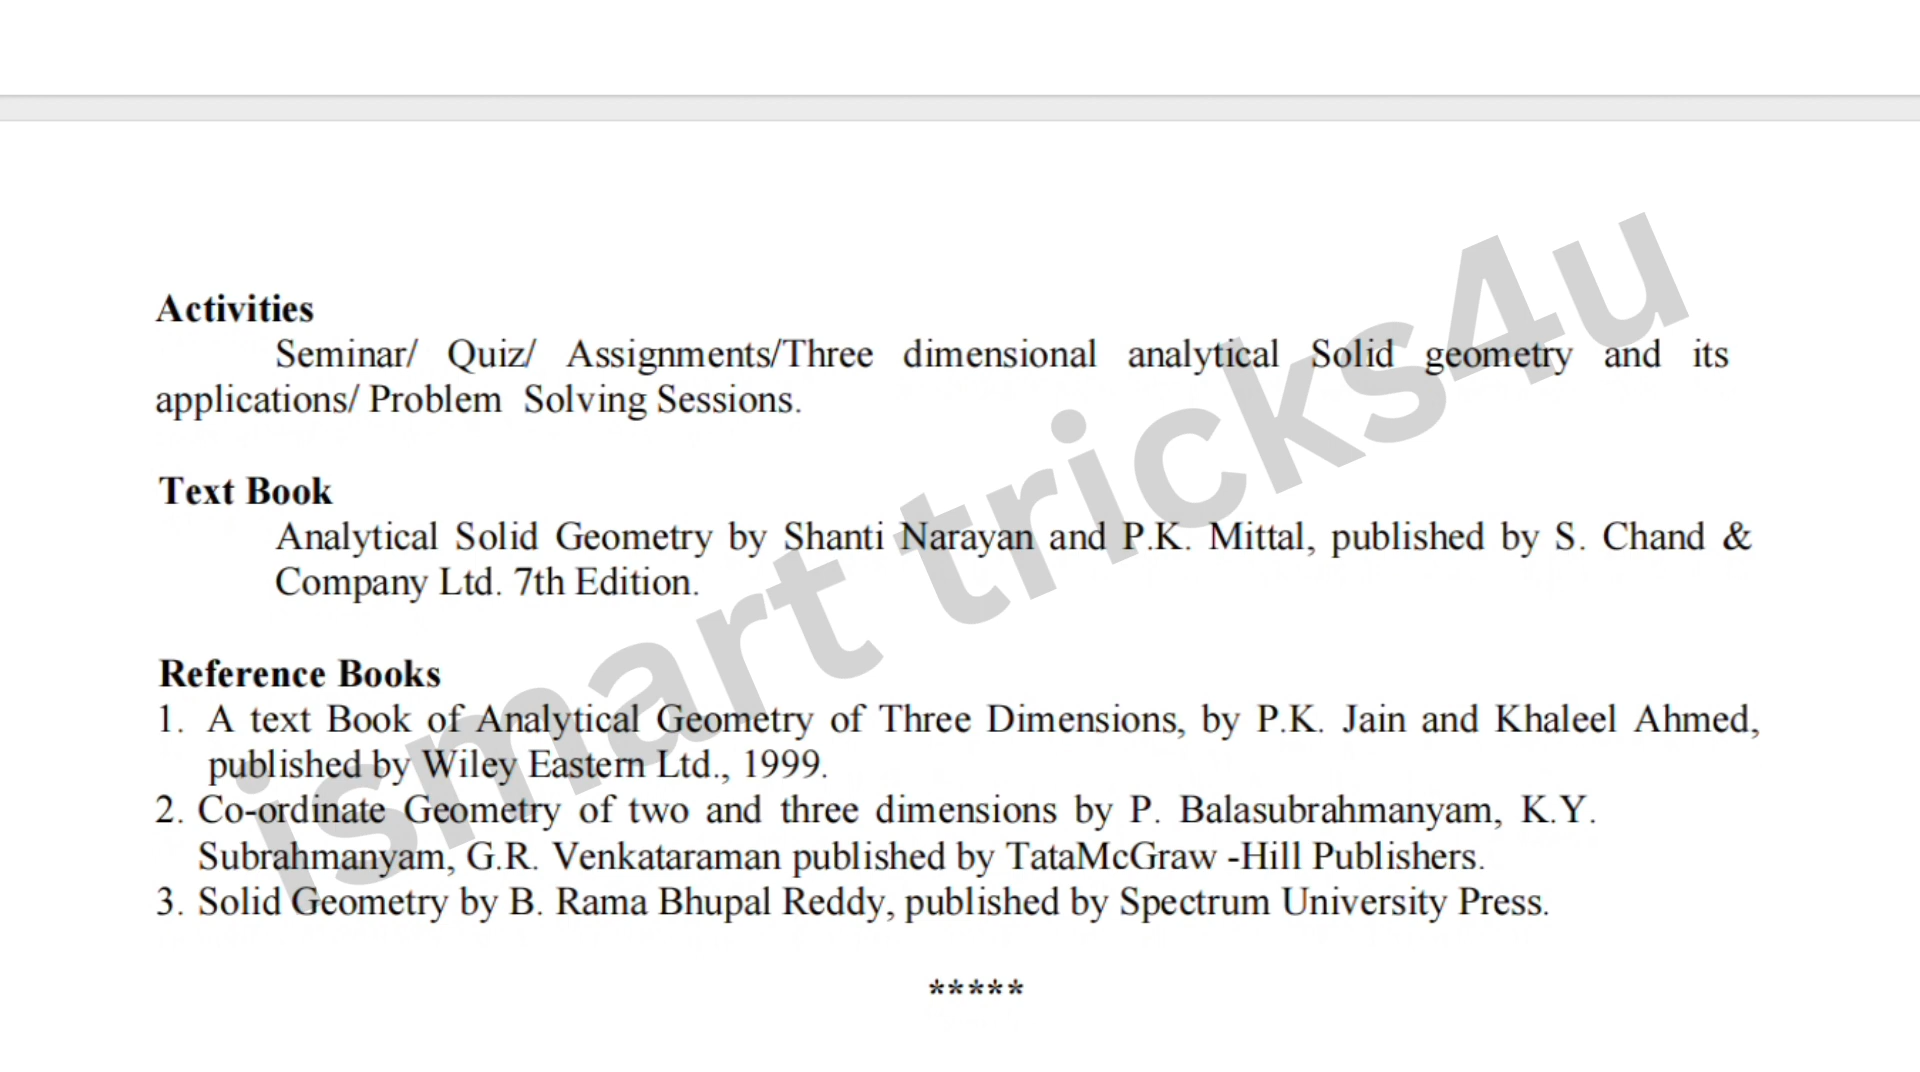 Activities
Seminar/ Quiz/ Assignments/Three dimensional analytical Solid geometry and its
applications/ Problem Solving Sessions.
Text Book
Analytical Solid Geometry by Shanti Narayan and P.K. Mittal, published by S. Chand &
Company Ltd. 7th Edition.
Reference Books
1. A text Book of Analytical Geometry of Three Dimensions, by P.K. Jain and Khaleel Ahmed,
published by Wiley Eastern Ltd., 1999.
2. Co-ordinate Geometry of two and three dimensions by P. Balasubrahmanyam, K.Y.
Subrahmanyam, G.R. Venkataraman published by TataMcGraw -Hill Publishers.
3. Solid Geometry by B. Rama Bhupal Reddy, published by Spectrum University Press.
*****
ismart tricks4u